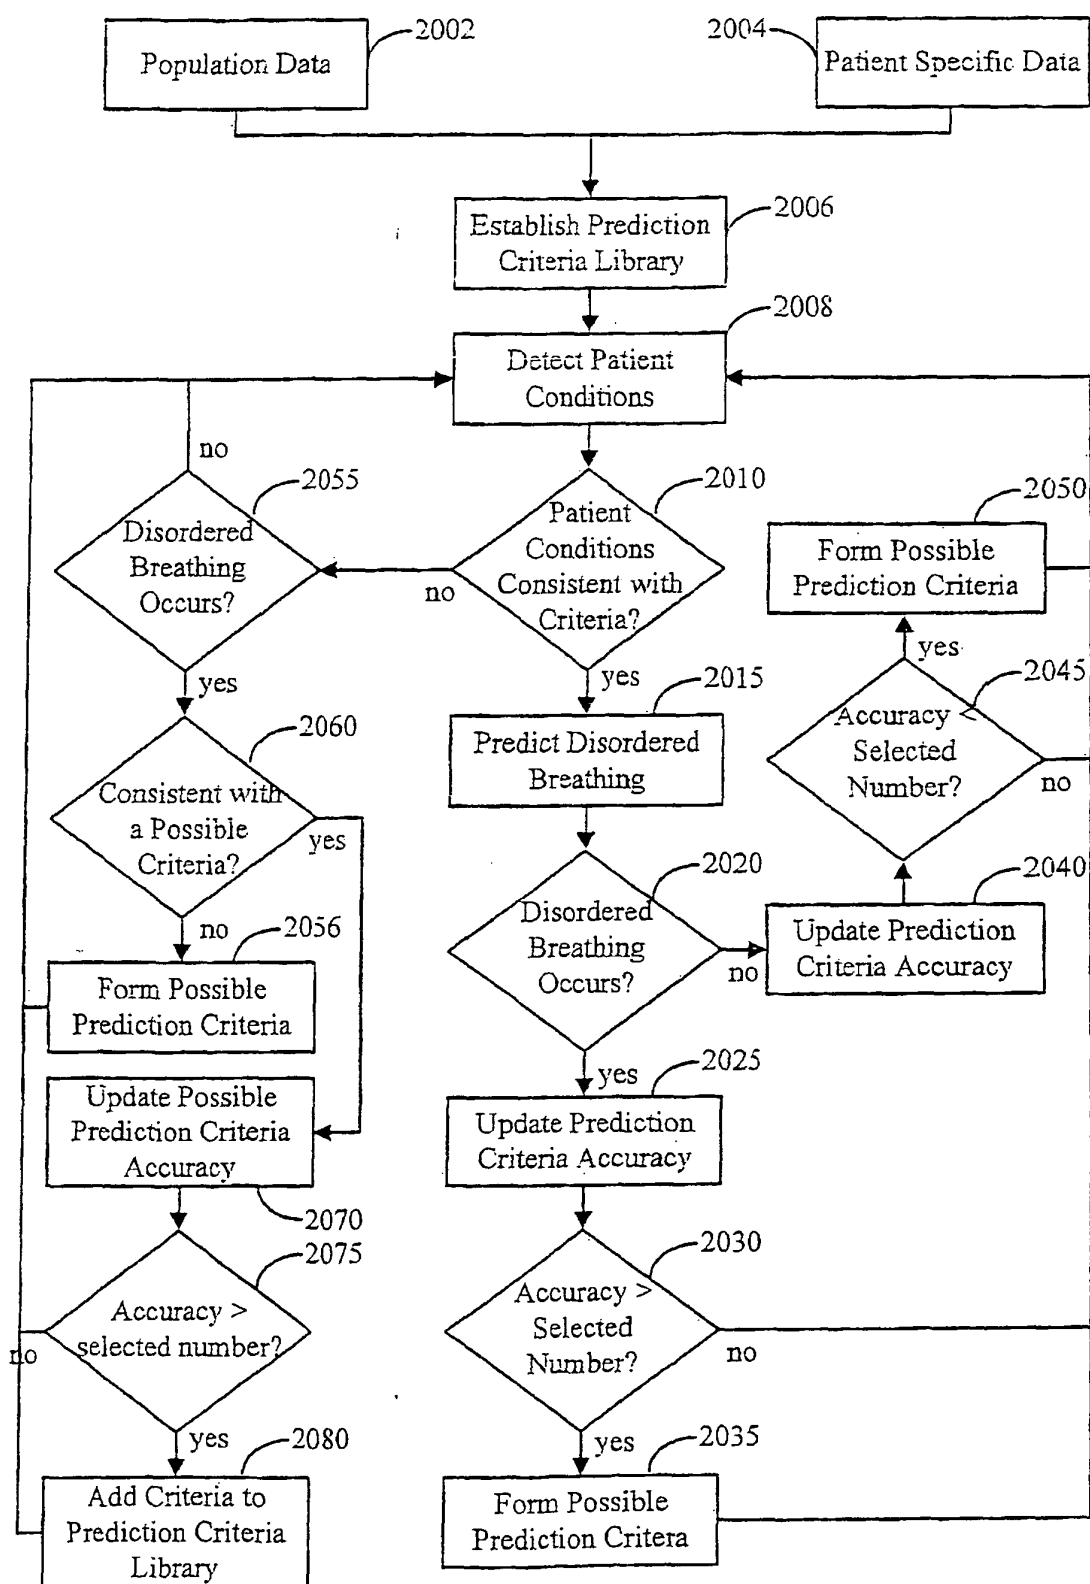 2002
2004
Population Data
Patient Specific Data
2006
Establish Prediction
Criteria Library
2008
Detect Patient
Conditions
no
2055
2010
2050
Disordered
Breathing
Occurs?
Patient
Conditions
Consistent with
Criteria?
no
Form Possible
Prediction Criteria
yes
yes
yes
2015
2045
2060
Predict Disordered
Breathing
Accuracy <
Selected
Number?
no
Consistent with
a Possible
Criteria?
yes
2020
2040
no
2056
Disordered
Breathing
Occurs?
no
Update Prediction
Criteria Accuracy
Form Possible
Prediction Criteria
yes
2025
Update Possible
Prediction Criteria
Accuracy
Update Prediction
Criteria Accuracy
2070
2075
2030
Accuracy >
selected number?
no
Accuracy >
Selected
Number?
no
yes
2080
yes
2035
Add Criteria to
Prediction Criteria
Library
Form Possible
Prediction Critera